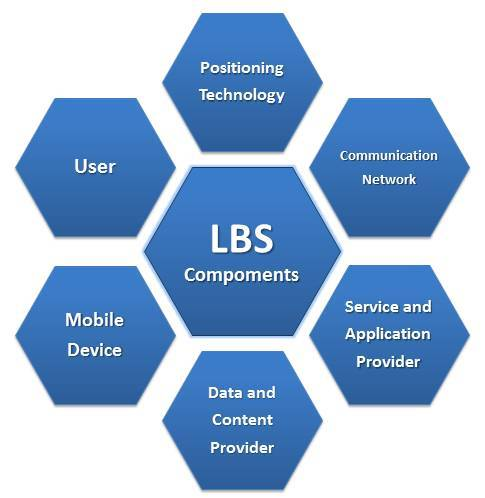 Positioning
Technology
Communication
Network
Service and
Application
Provider
Data and
Content
Provider
Mobile
Device
User
LBS
Compoments